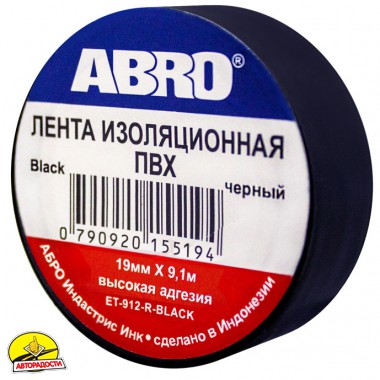 ABRO®
ЛЕНТА ИЗОЛЯЦИОННАЯ
ПВХ
Black
черный
0 790920 155194
19мм X 9,1м
высокая адгезия
ET-912-R-BLACK
АБРО Индастрис Инк • сделано в Индонезии
АВТОРАДОСТИ